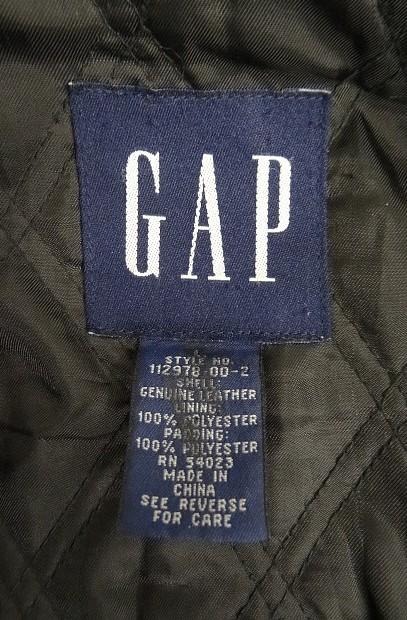 GAP
STYLE NO.
112978-00-2
SHELL:
GENUINE LEATHER
LINING:
100% POLYESTER
PADDING:
100% POLYESTER
RN 54023
MADE IN
CHINA
SEE REVERSE
FOR CARE